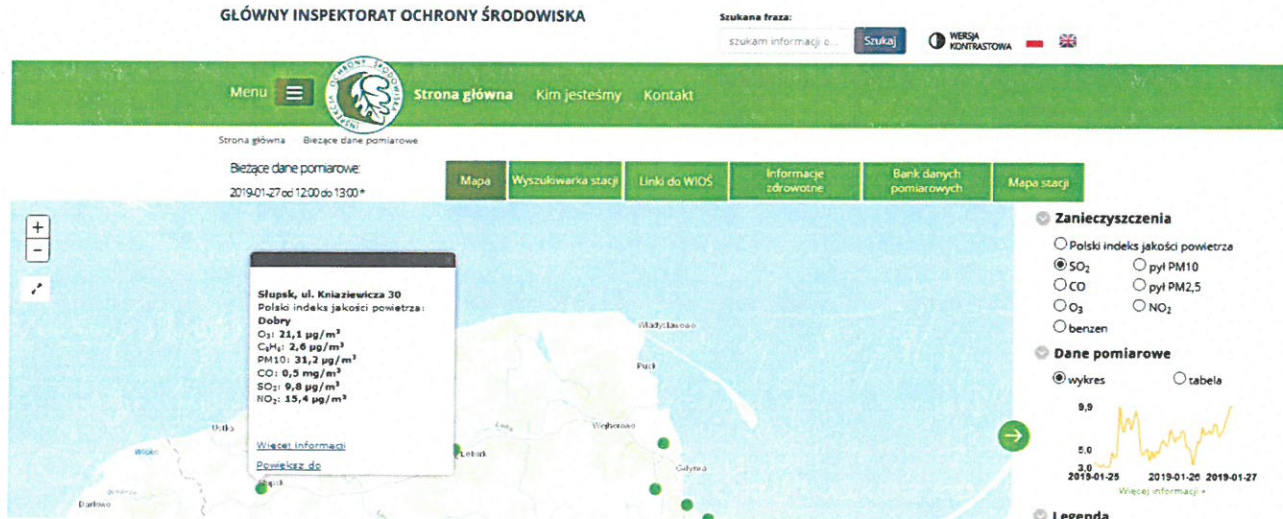 GŁÓWNY INSPEKTORAT OCHRONY ŚRODOWISKA
Szukana fraza:
szukam informacji o...
Szukaj
WERSJA
KONTRASTOWA
Menu
INSPEKCJA OCHRONY ŚRODOWISKA
Strona główna Kim jesteśmy Kontakt
Strona główna Bieżące dane pomiarowe
Bieżące dane pomiarowe:
2019-01-27 od 12:00 do 13:00 *
Mapa
Wyszukiwarka stacji
Linki do WIOŚ
Informacje
zdrowotne
Bank danych
pomiarowych
Mapa stacji
+
-
Słupsk, ul. Kniaziewicza 30
Polski indeks jakości powietrza:
Dobry
O₃: 21,1 µg/m³
C₆H₆: 2,6 µg/m³
PM10: 31,2 µg/m³
CO: 0,5 mg/m³
SO₂: 9,8 µg/m³
NO₂: 15,4 µg/m³
Więcej informacji
Powiększ do
Władysławowo
Puck
Ustka
Wejherowo
Lębork
Gdynia
Słupsk
Darłowo
Zanieczyszczenia
Polski indeks jakości powietrza
SO₂ pył PM10
CO pył PM2,5
O₃ NO₂
benzen
Dane pomiarowe
wykres tabela
9,9
5,0
3,0
2019-01-25 2019-01-26 2019-01-27
Więcej informacji »
Legenda